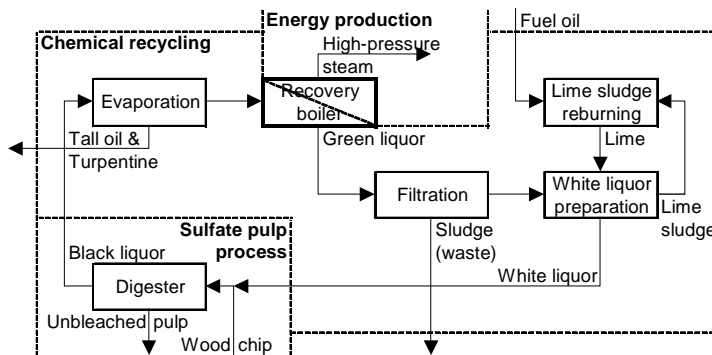 Energy production
Fuel oil
Chemical recycling
High-pressure
steam
Evaporation
Recovery
boiler
Lime sludge
reburning
Tall oil &
Turpentine
Green liquor
Lime
Filtration
White liquor
preparation
Lime
sludge
Sulfate pulp
process
Sludge
(waste)
Black liquor
White liquor
Digester
Unbleached pulp
Wood chip